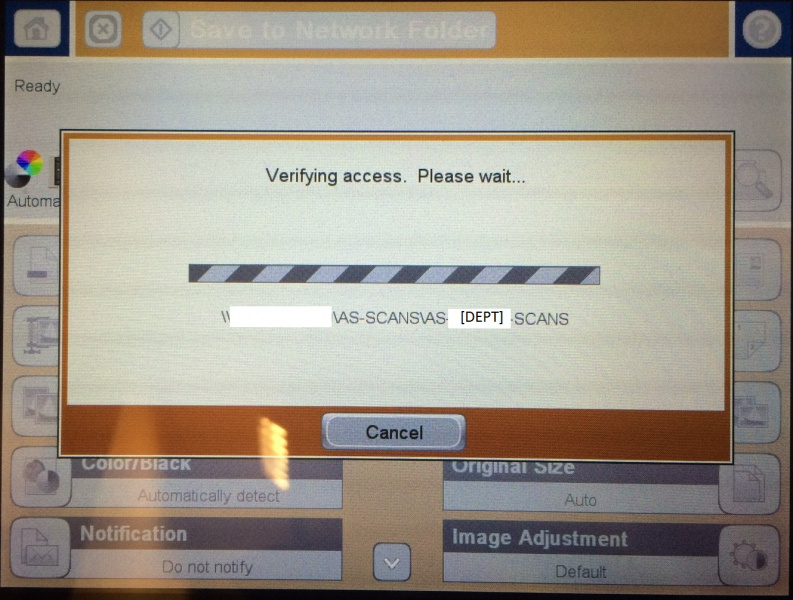 Save to Network Folder
?
Ready
Verifying access.  Please wait...
Automa
\\ \AS-SCANS\AS- [DEPT] -SCANS
Cancel
Color/Black
Automatically detect
Original Size
Auto
Notification
Do not notify
Image Adjustment
Default